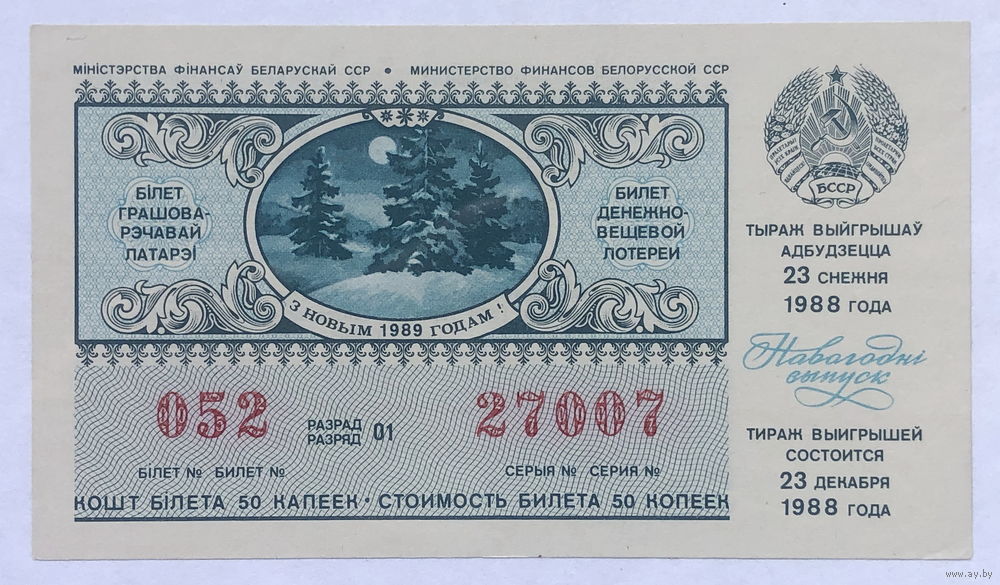 МІНІСТЭРСТВА ФІНАНСАЎ БЕЛАРУСКАЙ ССР • МИНИСТЕРСТВО ФИНАНСОВ БЕЛОРУССКОЙ ССР
БІЛЕТ
ГРАШОВА-
РЭЧАВАЙ
ЛАТАРЭІ
З НОВЫМ 1989 ГОДАМ!
БИЛЕТ
ДЕНЕЖНО-
ВЕЩЕВОЙ
ЛОТЕРЕИ
052
РАЗРАД
РАЗРЯД 01
27007
БІЛЕТ № БИЛЕТ №
СЕРЫЯ № СЕРИЯ №
КОШТ БІЛЕТА 50 КАПЕЕК · СТОИМОСТЬ БИЛЕТА 50 КОПЕЕК
БССР
ТЫРАЖ ВЫЙГРЫШАЎ
АДБУДЗЕЦЦА
23 СНЕЖНЯ
1988 ГОДА
Навагодні
выпуск
ТИРАЖ ВЫИГРЫШЕЙ
СОСТОИТСЯ
23 ДЕКАБРЯ
1988 ГОДА
www.ay.by